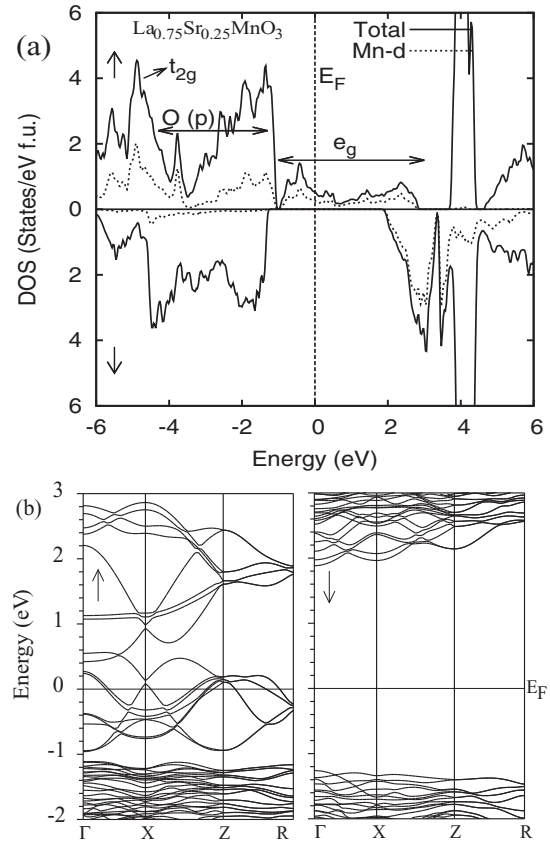 (a)
La0.75Sr0.25MnO3
Total
Mn-d
t2g
EF
O (p)
eg
6
4
2
0
2
4
6
DOS (States/eV f.u.)
-6 -4 -2 0 2 4 6
Energy (eV)
(b)
3
2
1
0
-1
-2
Energy (eV)
EF
Γ X Z R Γ X Z R